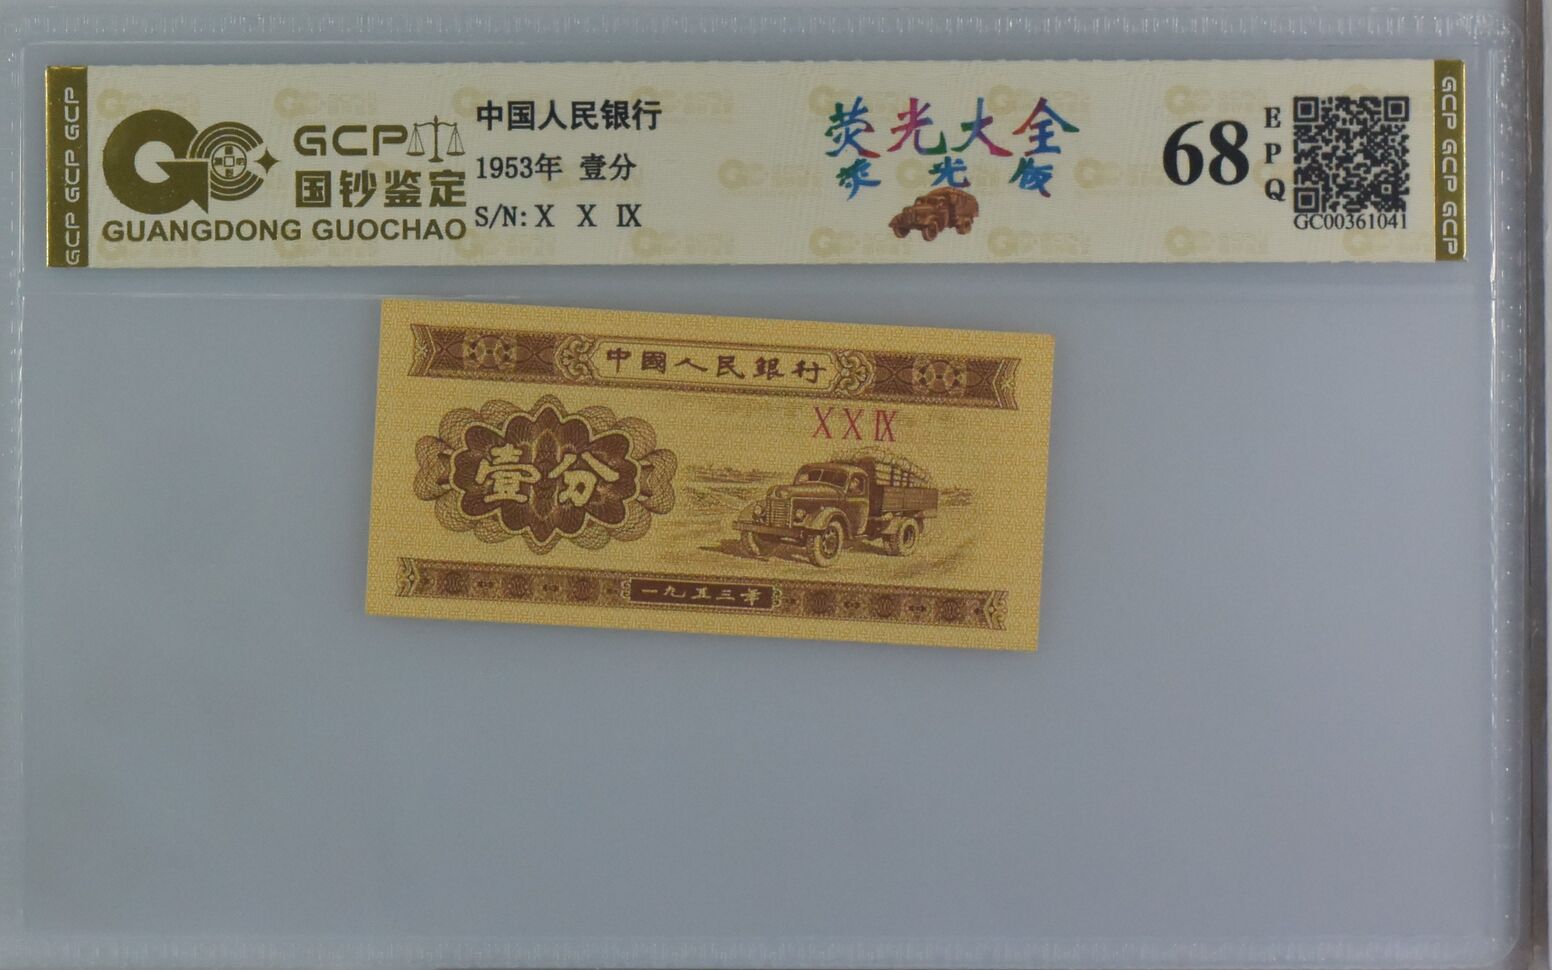 GCP GCP GCP
GCP
国钞鉴定
GUANGDONG GUOCHAO
中国人民银行
1953年 壹分
S/N: X X IX
荧光大全
荧光版
68
EPQ
GC00361041
GCP GCP GCP
中國人民銀行
XXIX
壹分
一九五三年